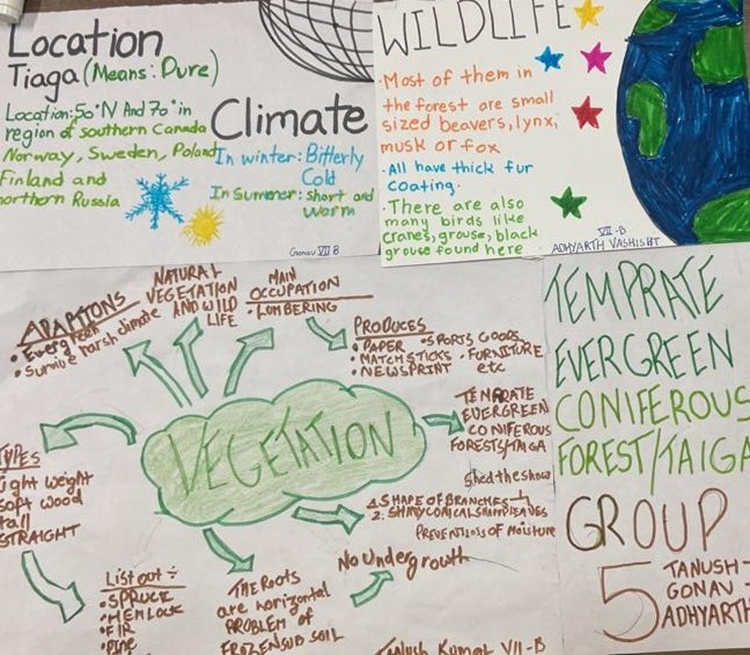 Location
Tiaga (Means: Pure)
Location: 50°N And 70° in
region of southern Canada
Norway, Sweden, Poland
Finland and
northern Russia
Climate
In winter: Bitterly
Cold
In Summer: short and
Warm
Gonav VII B
WILDLIFE
· Most of them in
the forest are small
sized beavers, lynx,
musk or fox
· All have thick fur
coating.
· There are also
many birds like
cranes, grouse, black
grouse found here
VII-B
ADHYARTH VASHISHT
ADAPTIONS
• Evergreen
• Survive harsh climate
NATURAL
VEGETATION
AND WILD
LIFE
MAIN
OCCUPATION
• LUMBERING
PRODUCES
• PAPER • SPORTS GOODS
• MATCHSTICKS • FURNITURE
• NEWSPRINT etc
VEGETATION
TEMPRATE
EVERGREEN
CONIFEROUS
FORESTS/TAIGA
TYPES
Light weight
soft wood
tall
STRAIGHT
List out ÷
• SPRUCE
• HEMLOCK
• FIR
• PINE
THE ROOTS
are horizontal
PROBLEM OF
FROZEN SUB SOIL
No Undergrowth
shed the snow
Δ SHAPE OF BRANCHES
2. SHINY CONICAL SHAPP LEAVES
PREVENT loss OF MOISTURE
Tanush Kumar VII-B
TEMPRATE
EVERGREEN
CONIFEROUS
FOREST/TAIGA
GROUP
5
TANUSH
GONAV
ADHYARTH